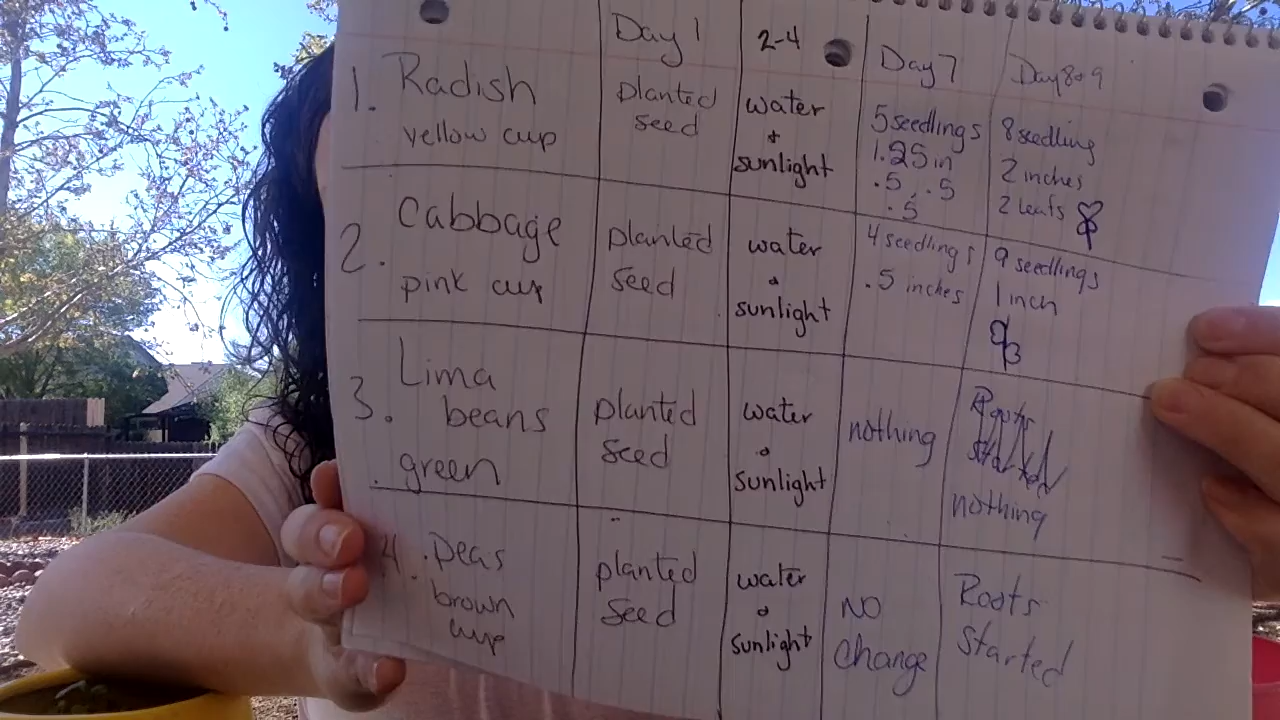 Day 1
2-4
Day 7
Day 8+9
1. Radish
yellow cup
planted
seed
water
+
sunlight
5 seedlings
1.25 in
.5 , .5
.5
8 seedling
2 inches
2 leafs
2. Cabbage
pink cup
planted
seed
water
+
sunlight
4 seedlings
.5 inches
9 seedlings
1 inch
3. Lima
beans
green
planted
seed
water
+
sunlight
nothing
Roots
started
nothing
4. peas
brown
cup
planted
seed
water
+
sunlight
NO
change
Roots
started